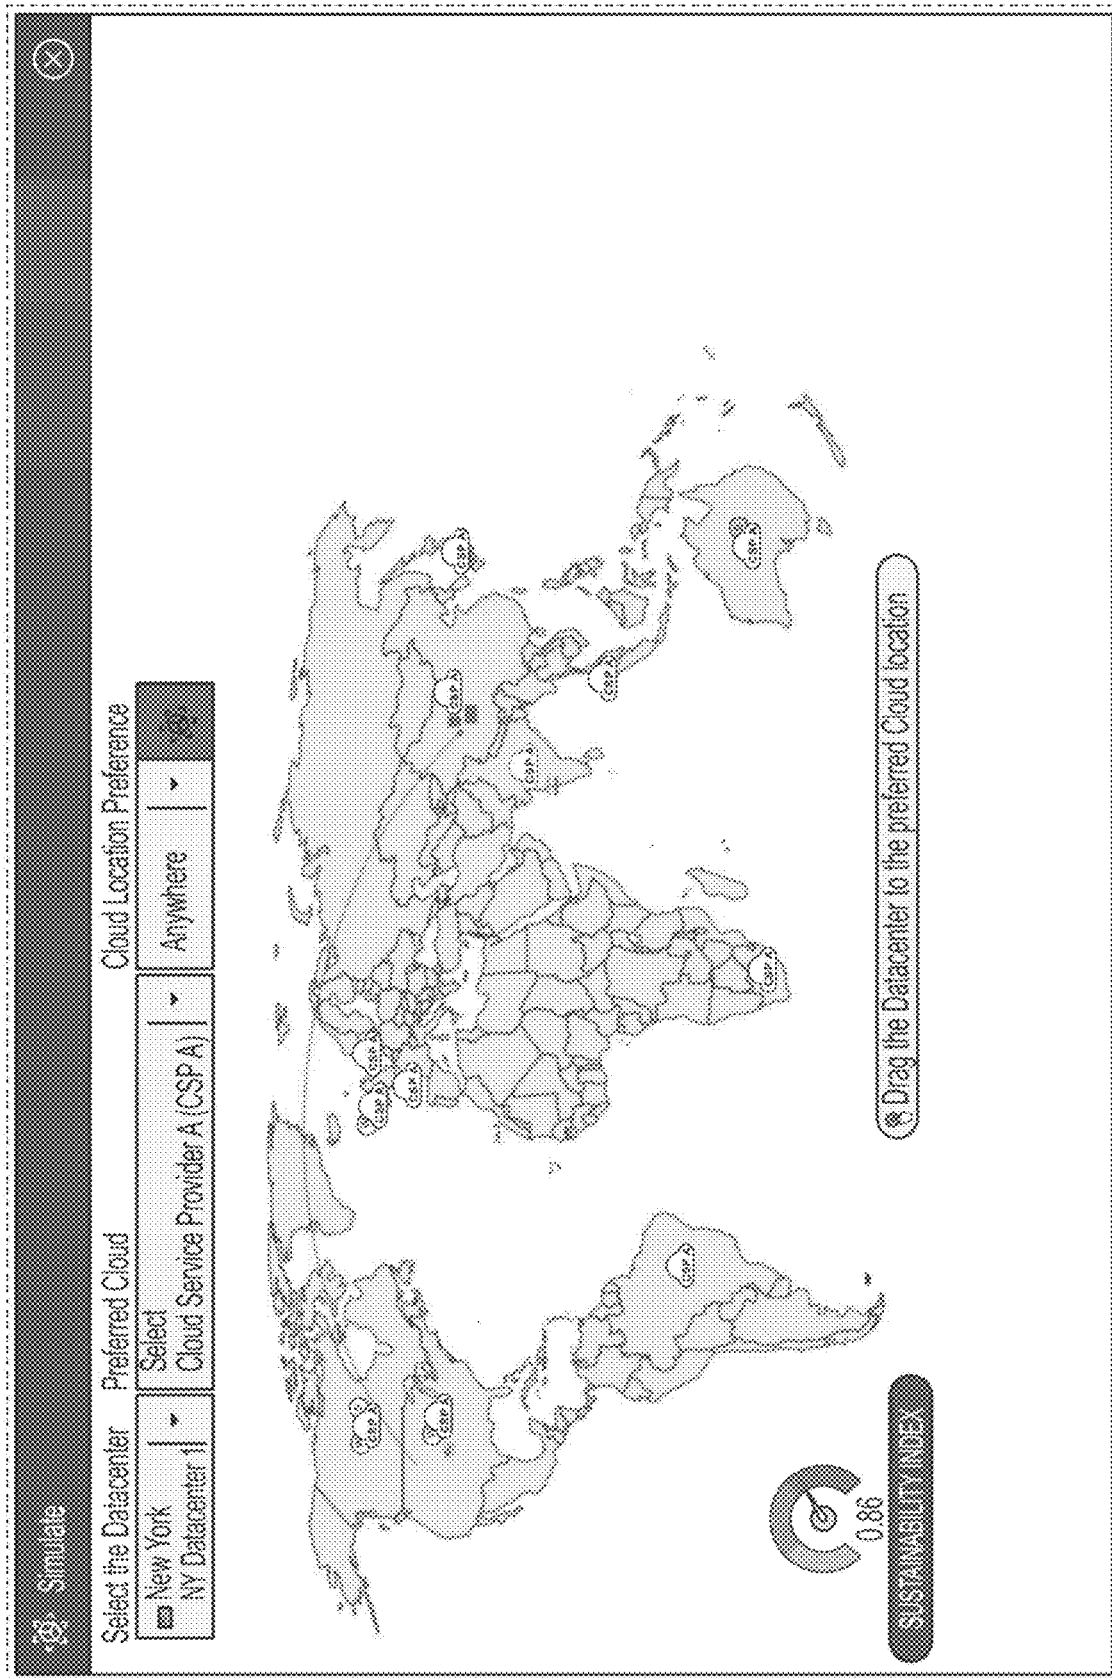 Simulate
Select the Datacenter
Preferred Cloud
Cloud Location Preference
New York
NY Datacenter 1
Select
Cloud Service Provider A (CSP A)
Anywhere
CSP A
CSP A
CSP A
CSP A
CSP A
CSP A
CSP A
CSP A
CSP A
CSP A
CSP A
CSP A
0.86
SUSTAINABILITY INDEX
Drag the Datacenter to the preferred Cloud location